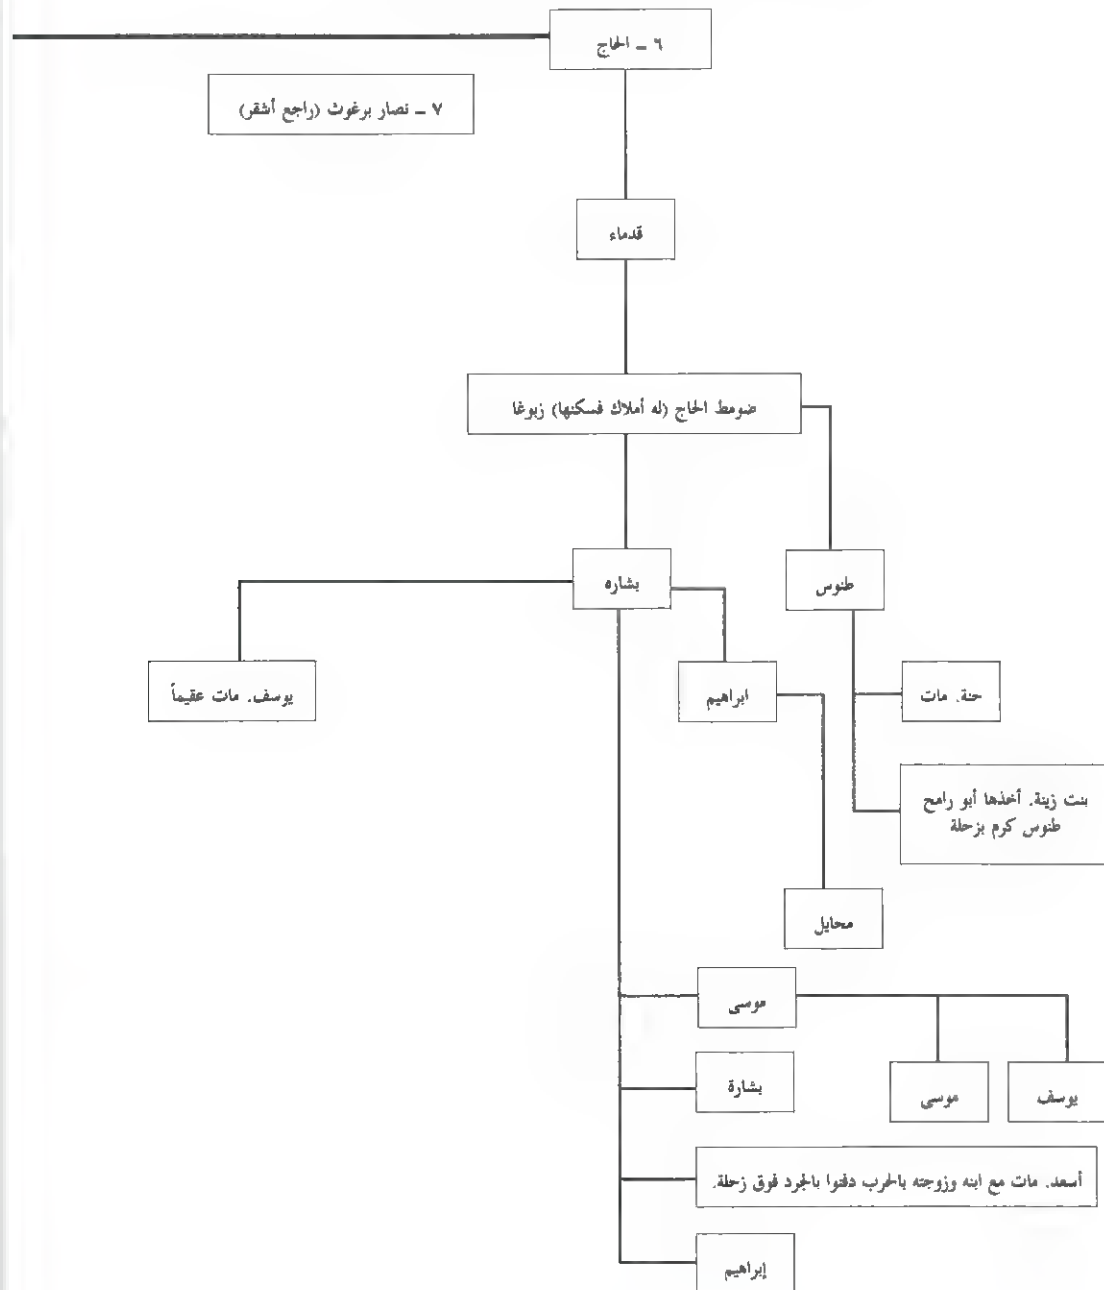 ٦ ــ الحاج
٧ ــ نصار برغوث (راجع أشقر)
قدماء
ضومط الحاج (له أملاك فسكنها) زبوغا
بشاره
طنوس
يوسف. مات عقيماً
ابراهيم
حنة. مات
بنت زينة. أخذها أبو رامح
طنوس كرم بزحلة
محايل
موسى
بشارة
موسى
يوسف
أسعد. مات مع ابنه وزوجته بالحرب دفنوا بالجرد فوق زحلة.
إبراهيم